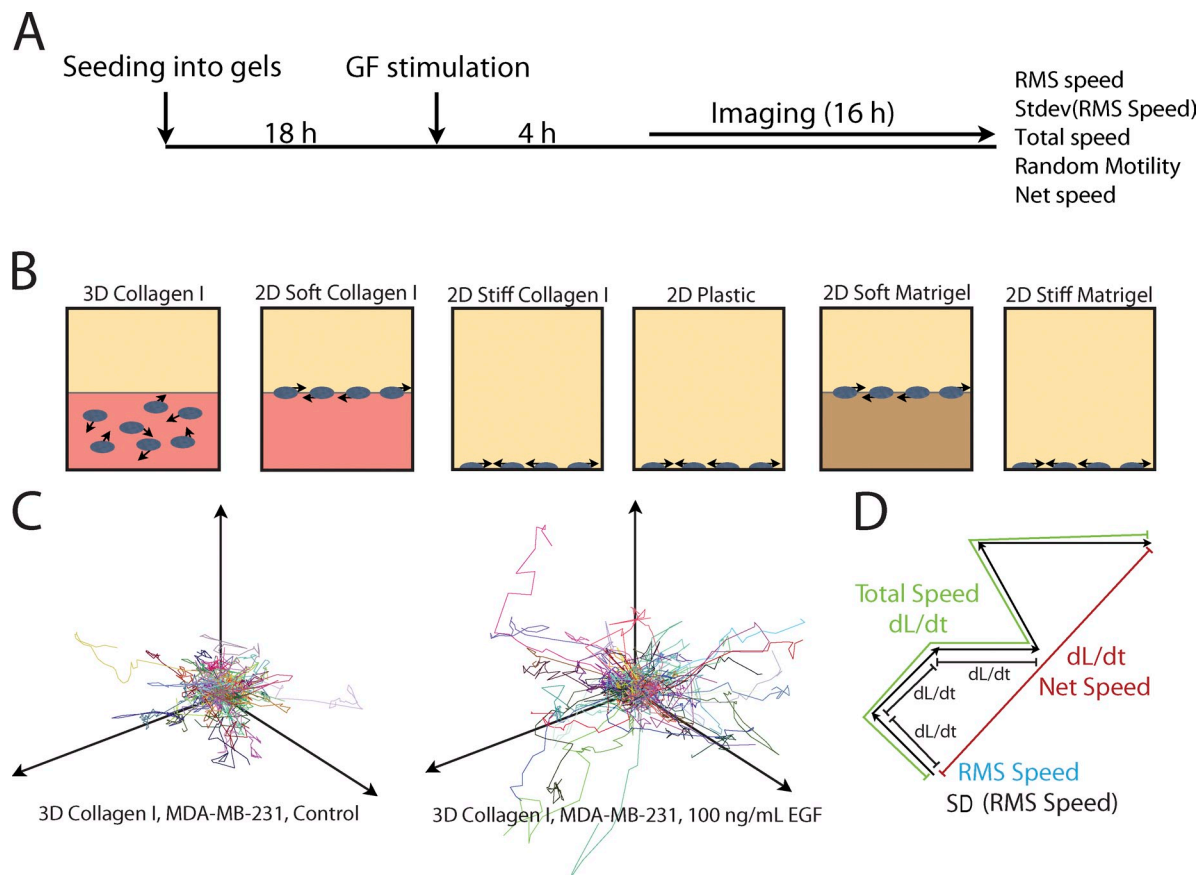 A
Seeding into gels
GF stimulation
18 h
4 h
Imaging (16 h)
RMS speed
Stdev(RMS Speed)
Total speed
Random Motility
Net speed
B
3D Collagen I
2D Soft Collagen I
2D Stiff Collagen I
2D Plastic
2D Soft Matrigel
2D Stiff Matrigel
C
3D Collagen I, MDA-MB-231, Control
3D Collagen I, MDA-MB-231, 100 ng/mL EGF
D
Total Speed
dL/dt
dL/dt
Net Speed
dL/dt
dL/dt
dL/dt
RMS Speed
SD (RMS Speed)